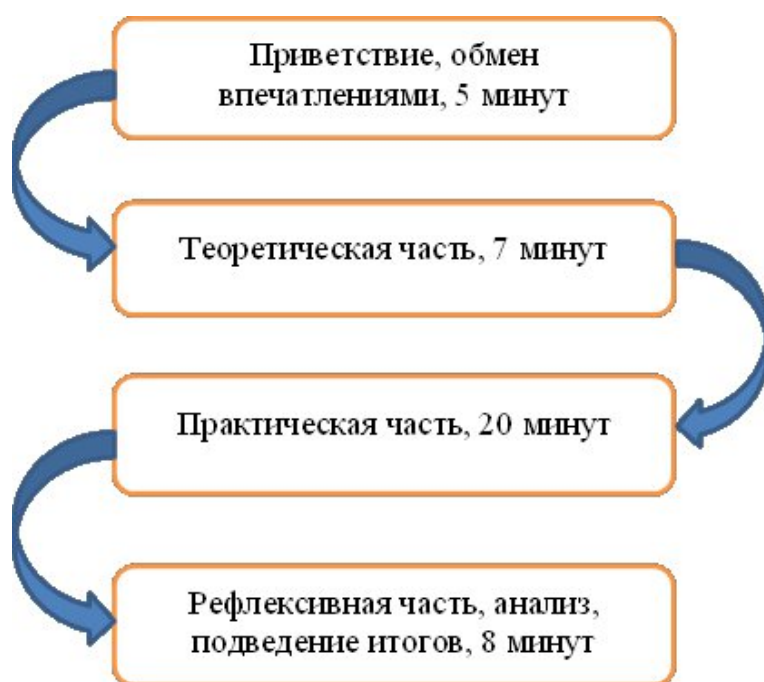 Приветствие, обмен
впечатлениями, 5 минут
Теоретическая часть, 7 минут
Практическая часть, 20 минут
Рефлексивная часть, анализ,
подведение итогов, 8 минут